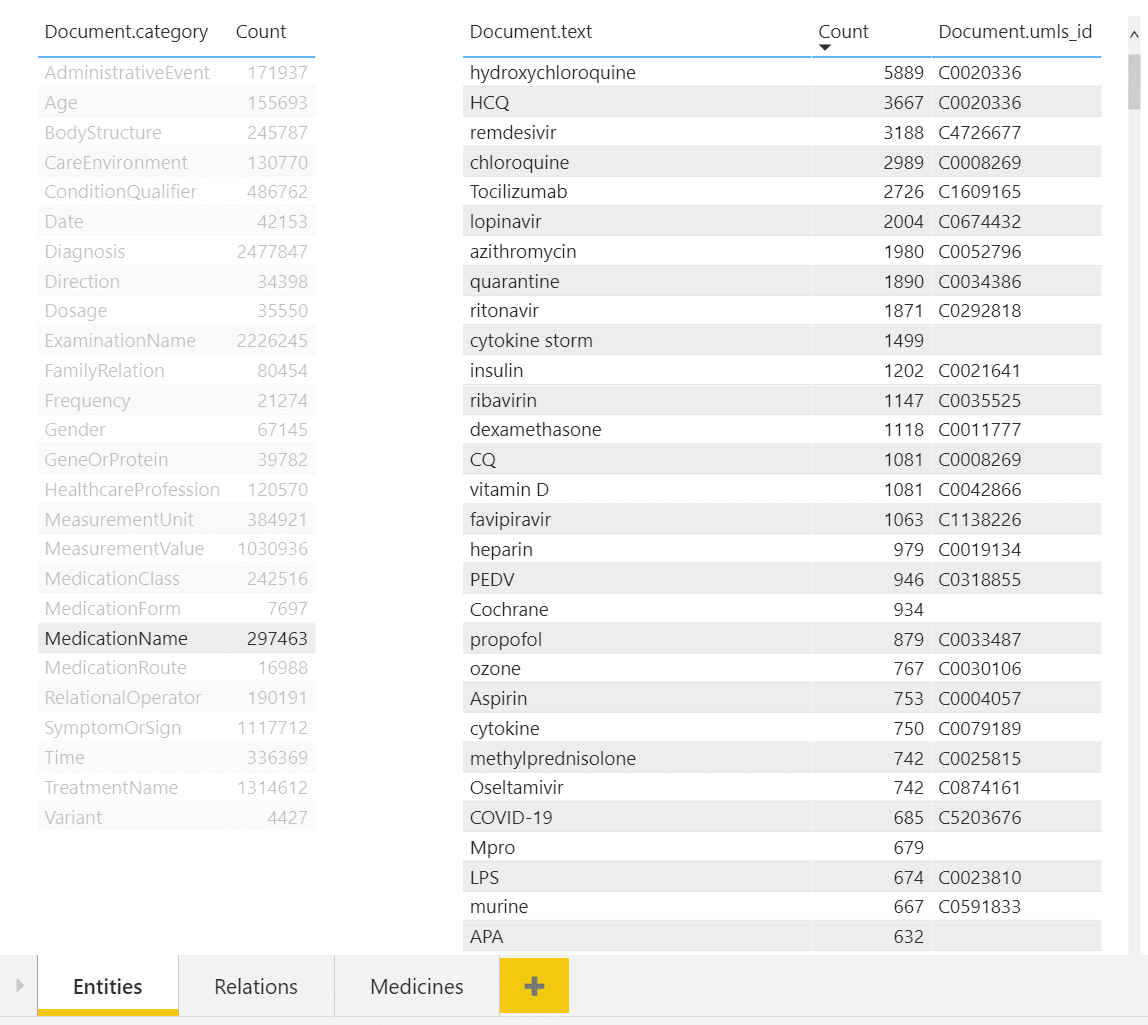 Document.category Count
AdministrativeEvent 171937
Age 155693
BodyStructure 245787
CareEnvironment 130770
ConditionQualifier 486762
Date 42153
Diagnosis 2477847
Direction 34398
Dosage 35550
ExaminationName 2226245
FamilyRelation 80454
Frequency 21274
Gender 67145
GeneOrProtein 39782
HealthcareProfession 120570
MeasurementUnit 384921
MeasurementValue 1030936
MedicationClass 242516
MedicationForm 7697
MedicationName 297463
MedicationRoute 16988
RelationalOperator 190191
SymptomOrSign 1117712
Time 336369
TreatmentName 1314612
Variant 4427
Document.text Count Document.umls_id
hydroxychloroquine 5889 C0020336
HCQ 3667 C0020336
remdesivir 3188 C4726677
chloroquine 2989 C0008269
Tocilizumab 2726 C1609165
lopinavir 2004 C0674432
azithromycin 1980 C0052796
quarantine 1890 C0034386
ritonavir 1871 C0292818
cytokine storm 1499
insulin 1202 C0021641
ribavirin 1147 C0035525
dexamethasone 1118 C0011777
CQ 1081 C0008269
vitamin D 1081 C0042866
favipiravir 1063 C1138226
heparin 979 C0019134
PEDV 946 C0318855
Cochrane 934
propofol 879 C0033487
ozone 767 C0030106
Aspirin 753 C0004057
cytokine 750 C0079189
methylprednisolone 742 C0025815
Oseltamivir 742 C0874161
COVID-19 685 C5203676
Mpro 679
LPS 674 C0023810
murine 667 C0591833
APA 632
Entities Relations Medicines